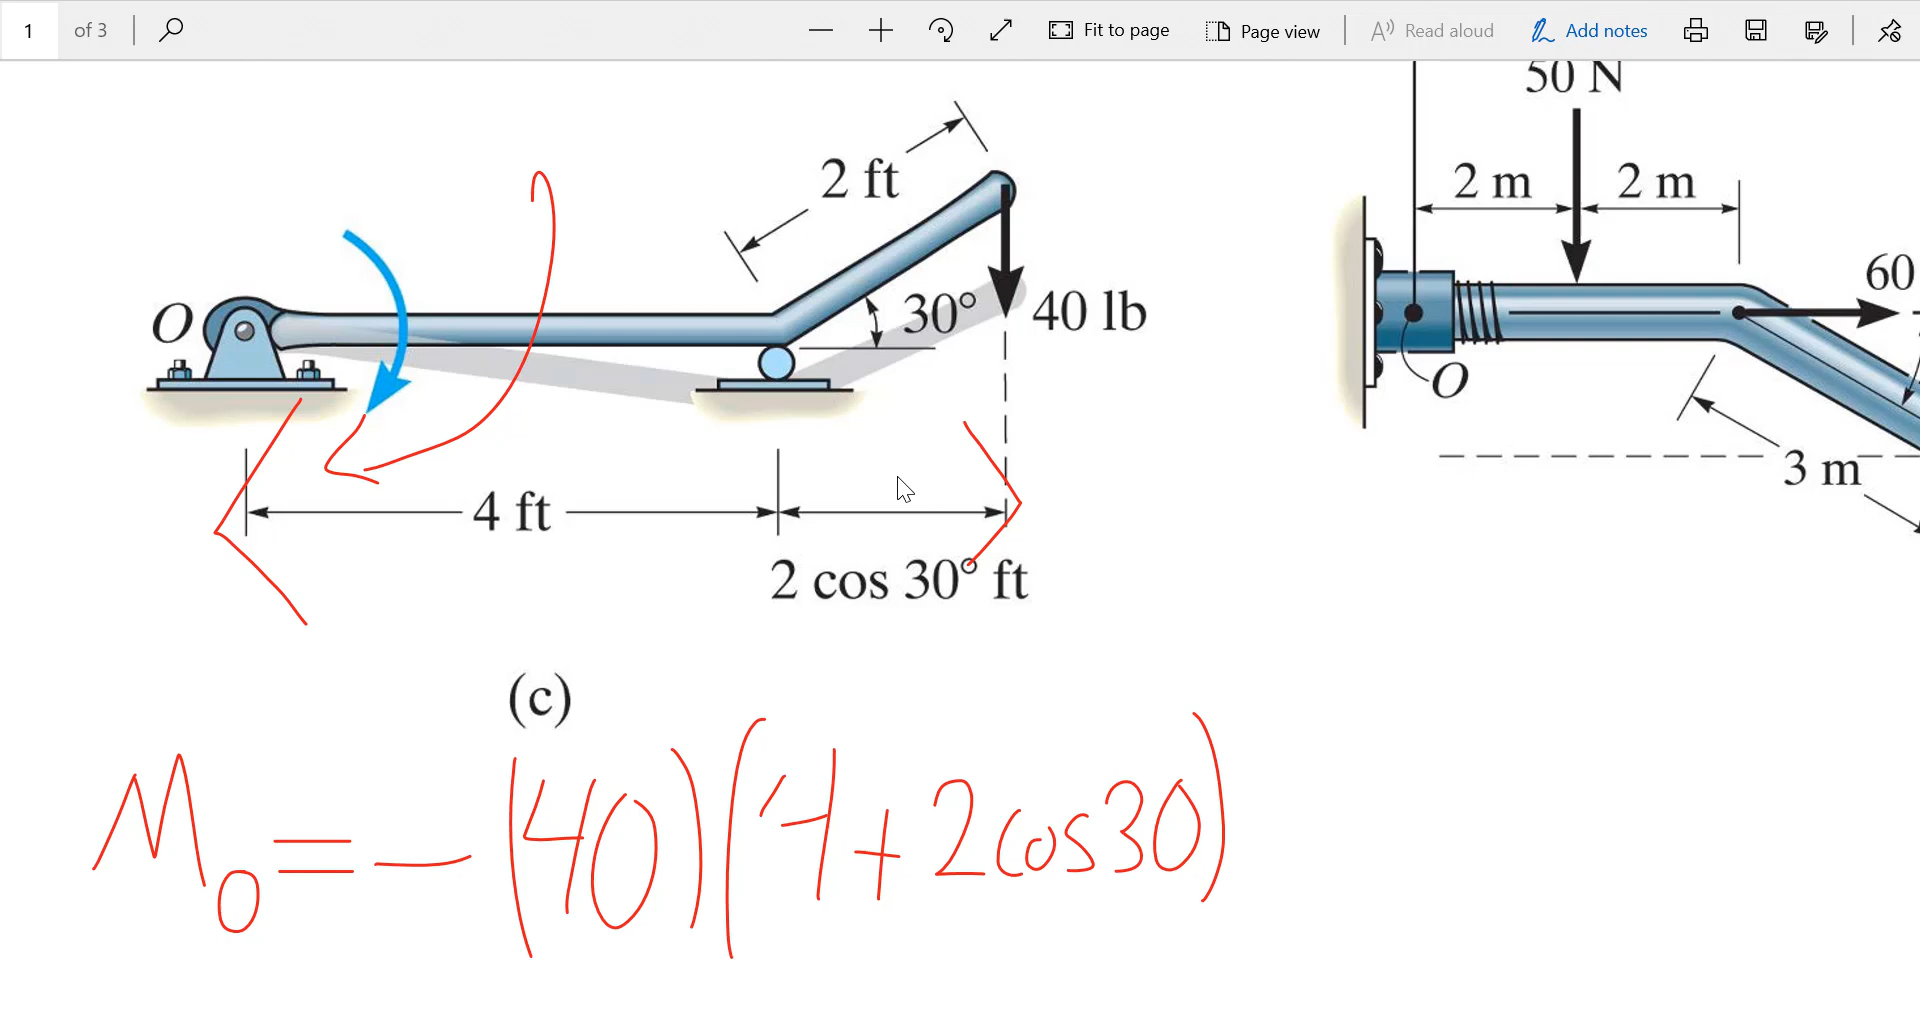 1 of 3 Fit to page Page view Read aloud Add notes
50 N
2 ft
2 m 2 m
O 30° 40 lb
60
O
3 m
4 ft
2 cos 30° ft
(c)
M₀ = - (40) (4 + 2cos30)